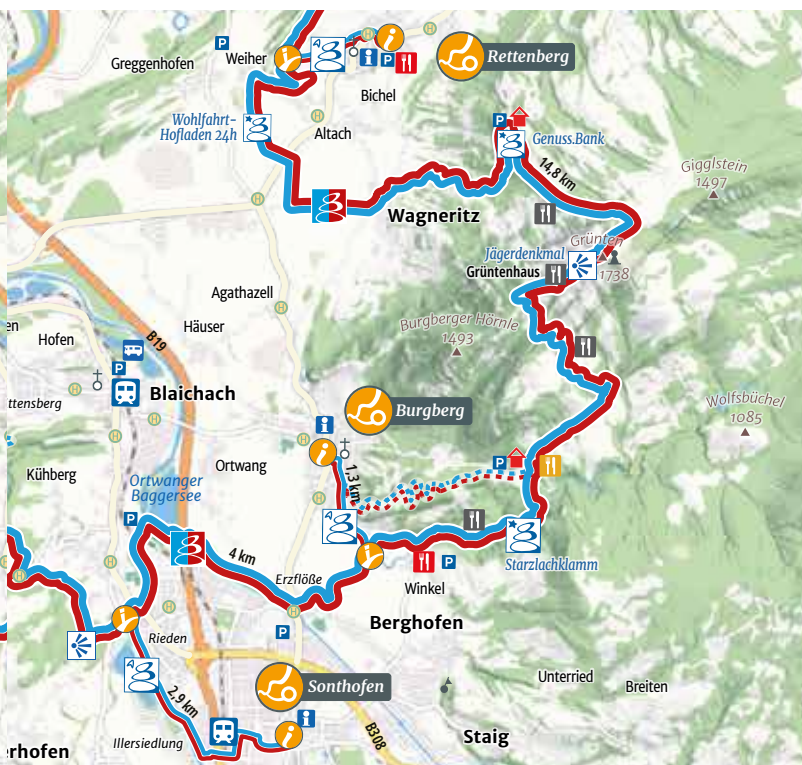 Rettenberg
Greggenhofen
Weiher
Bichel
Wohlfahrt-
Hofladen 24h
Altach
Genuss.Bank
14,8 km
Gigglstein
1497
Wagneritz
Jägerdenkmal
Grünten
1738
Grüntenhaus
Agathazell
Häuser
Burgberger Hörnle
1493
en
Hofen
B19
Blaichach
ttensberg
Burgberg
Wolfsbüchel
1085
Ortwang
1,3 km
Kühberg
Ortwanger
Baggersee
4 km
Erzflöße
Starzlachklamm
Winkel
Berghofen
Rieden
2,9 km
Sonthofen
Unterried
Breiten
Illersiedlung
B308
Staig
erhofen